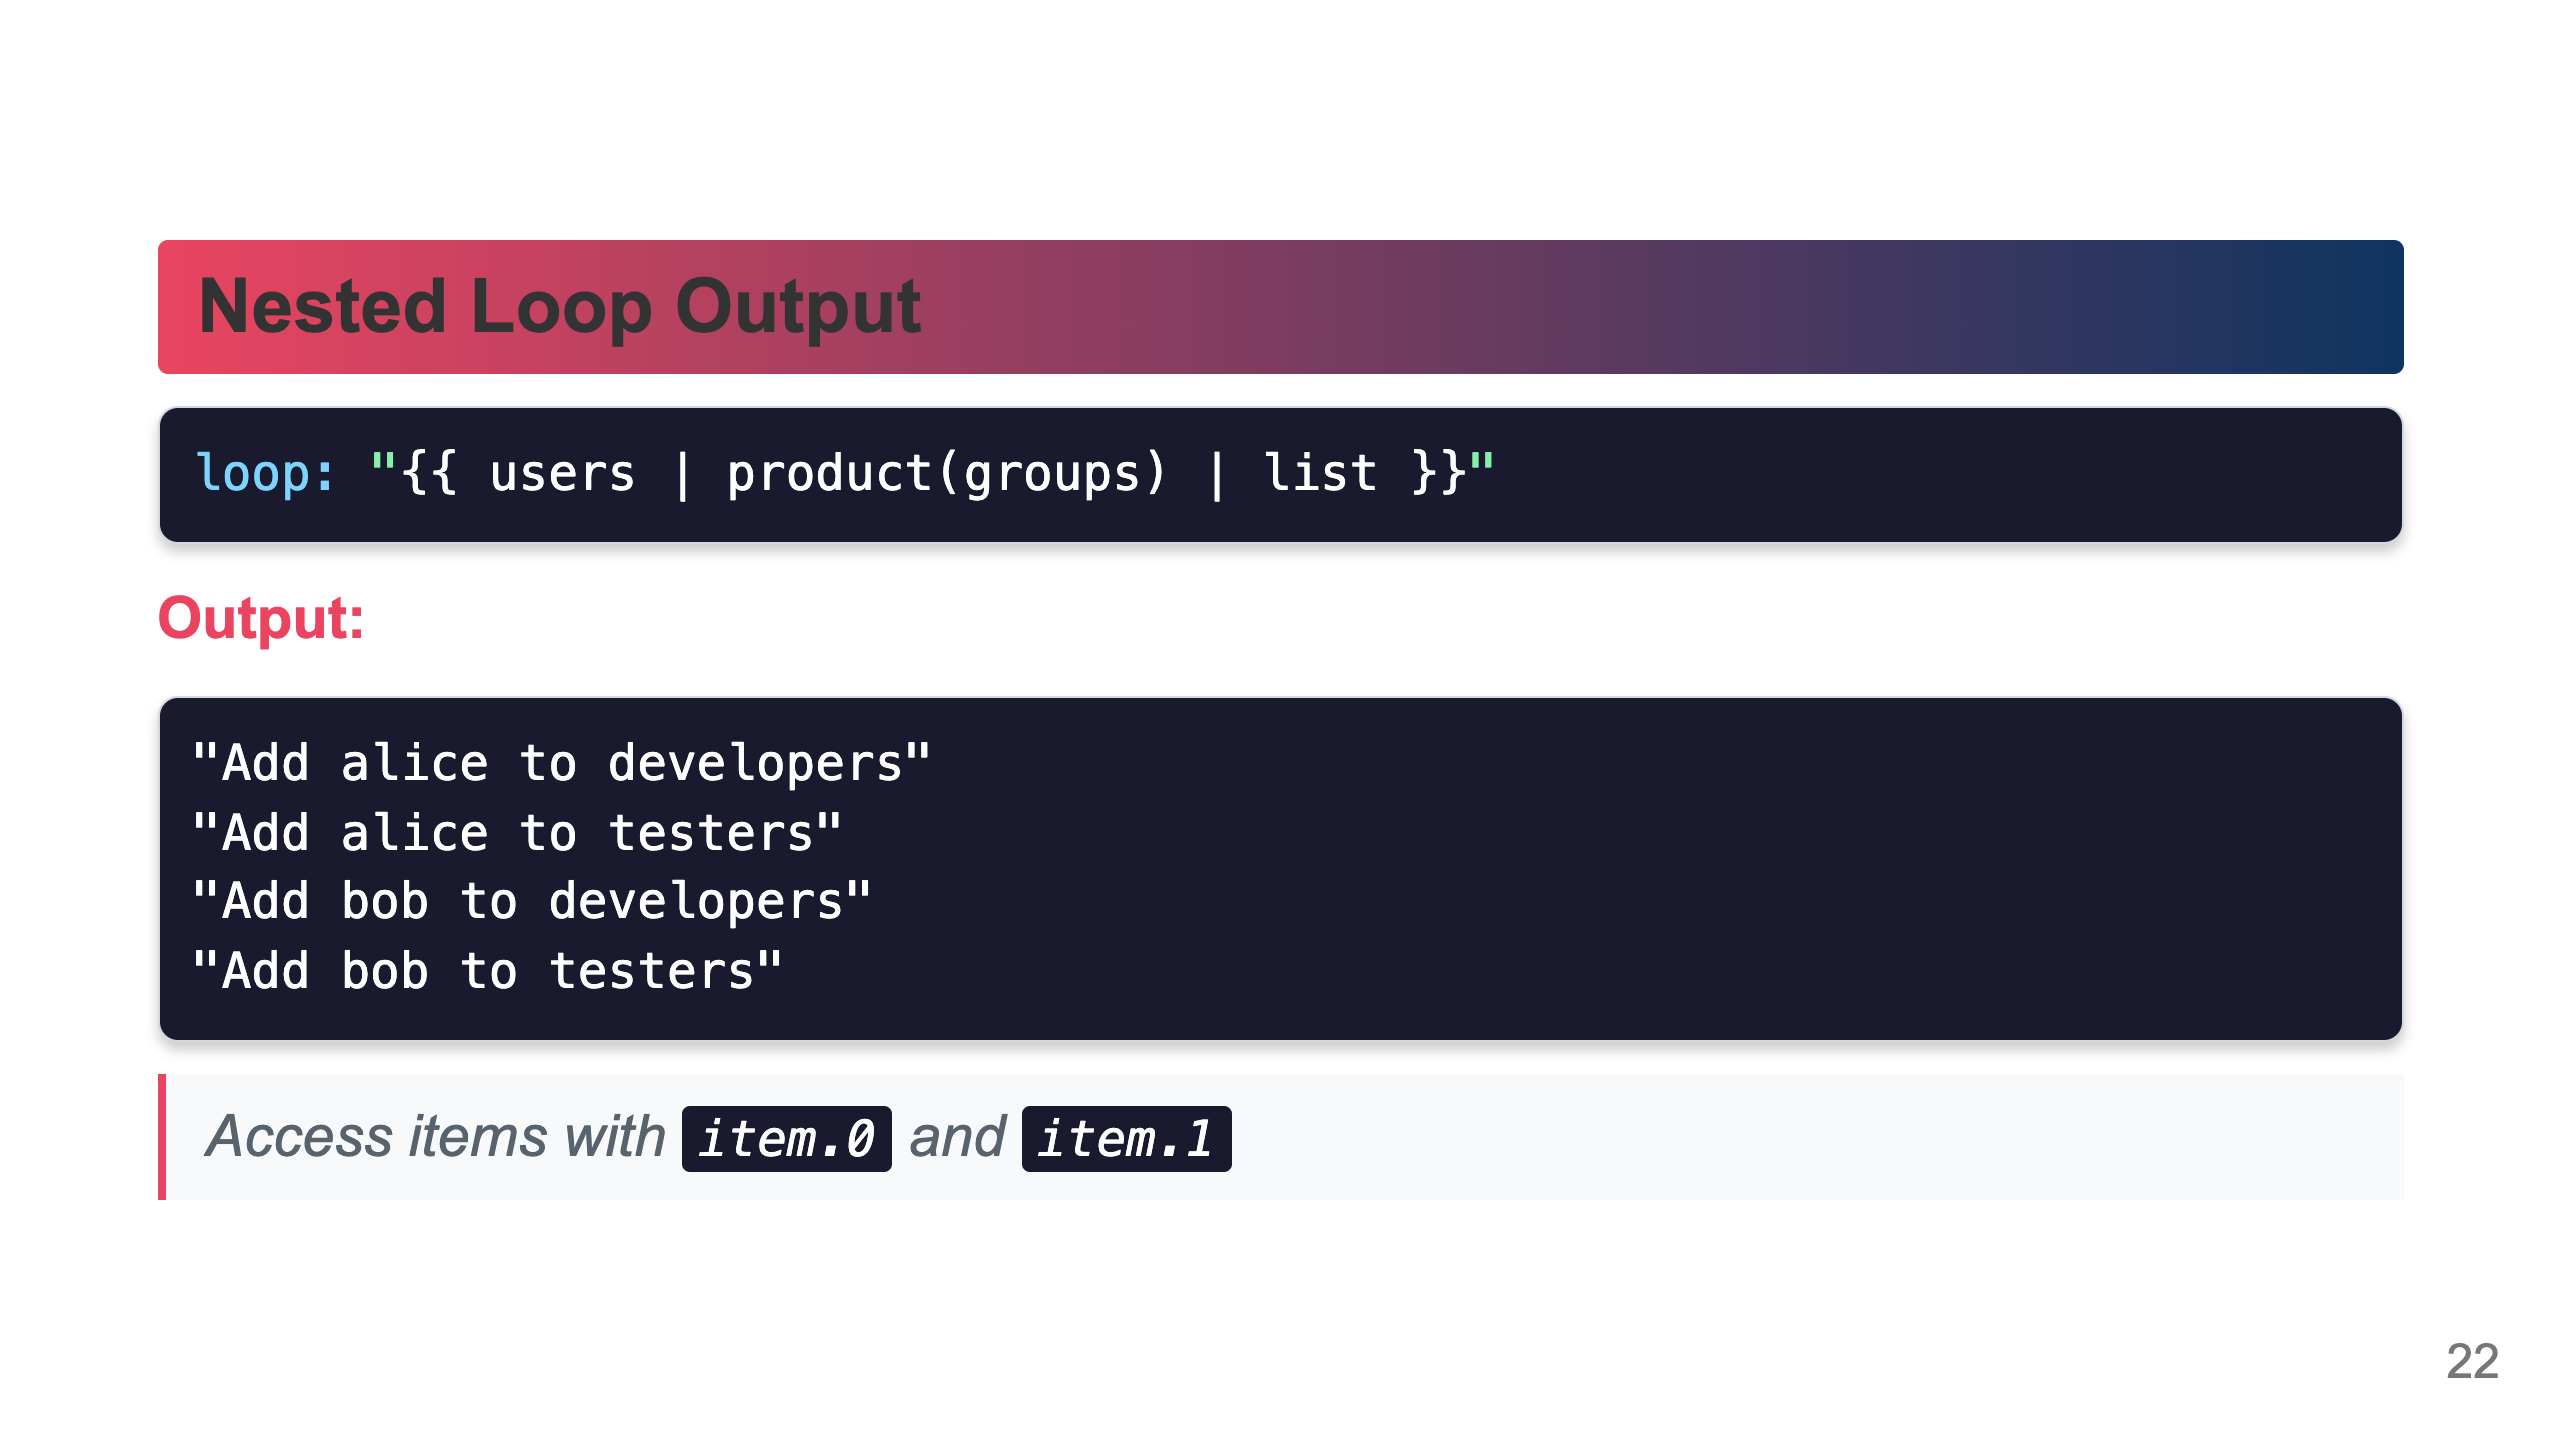 Nested Loop Output
loop: "{{ users | product(groups) | list }}"
Output:
"Add alice to developers"
"Add alice to testers"
"Add bob to developers"
"Add bob to testers"
Access items with item.0 and item.1
22